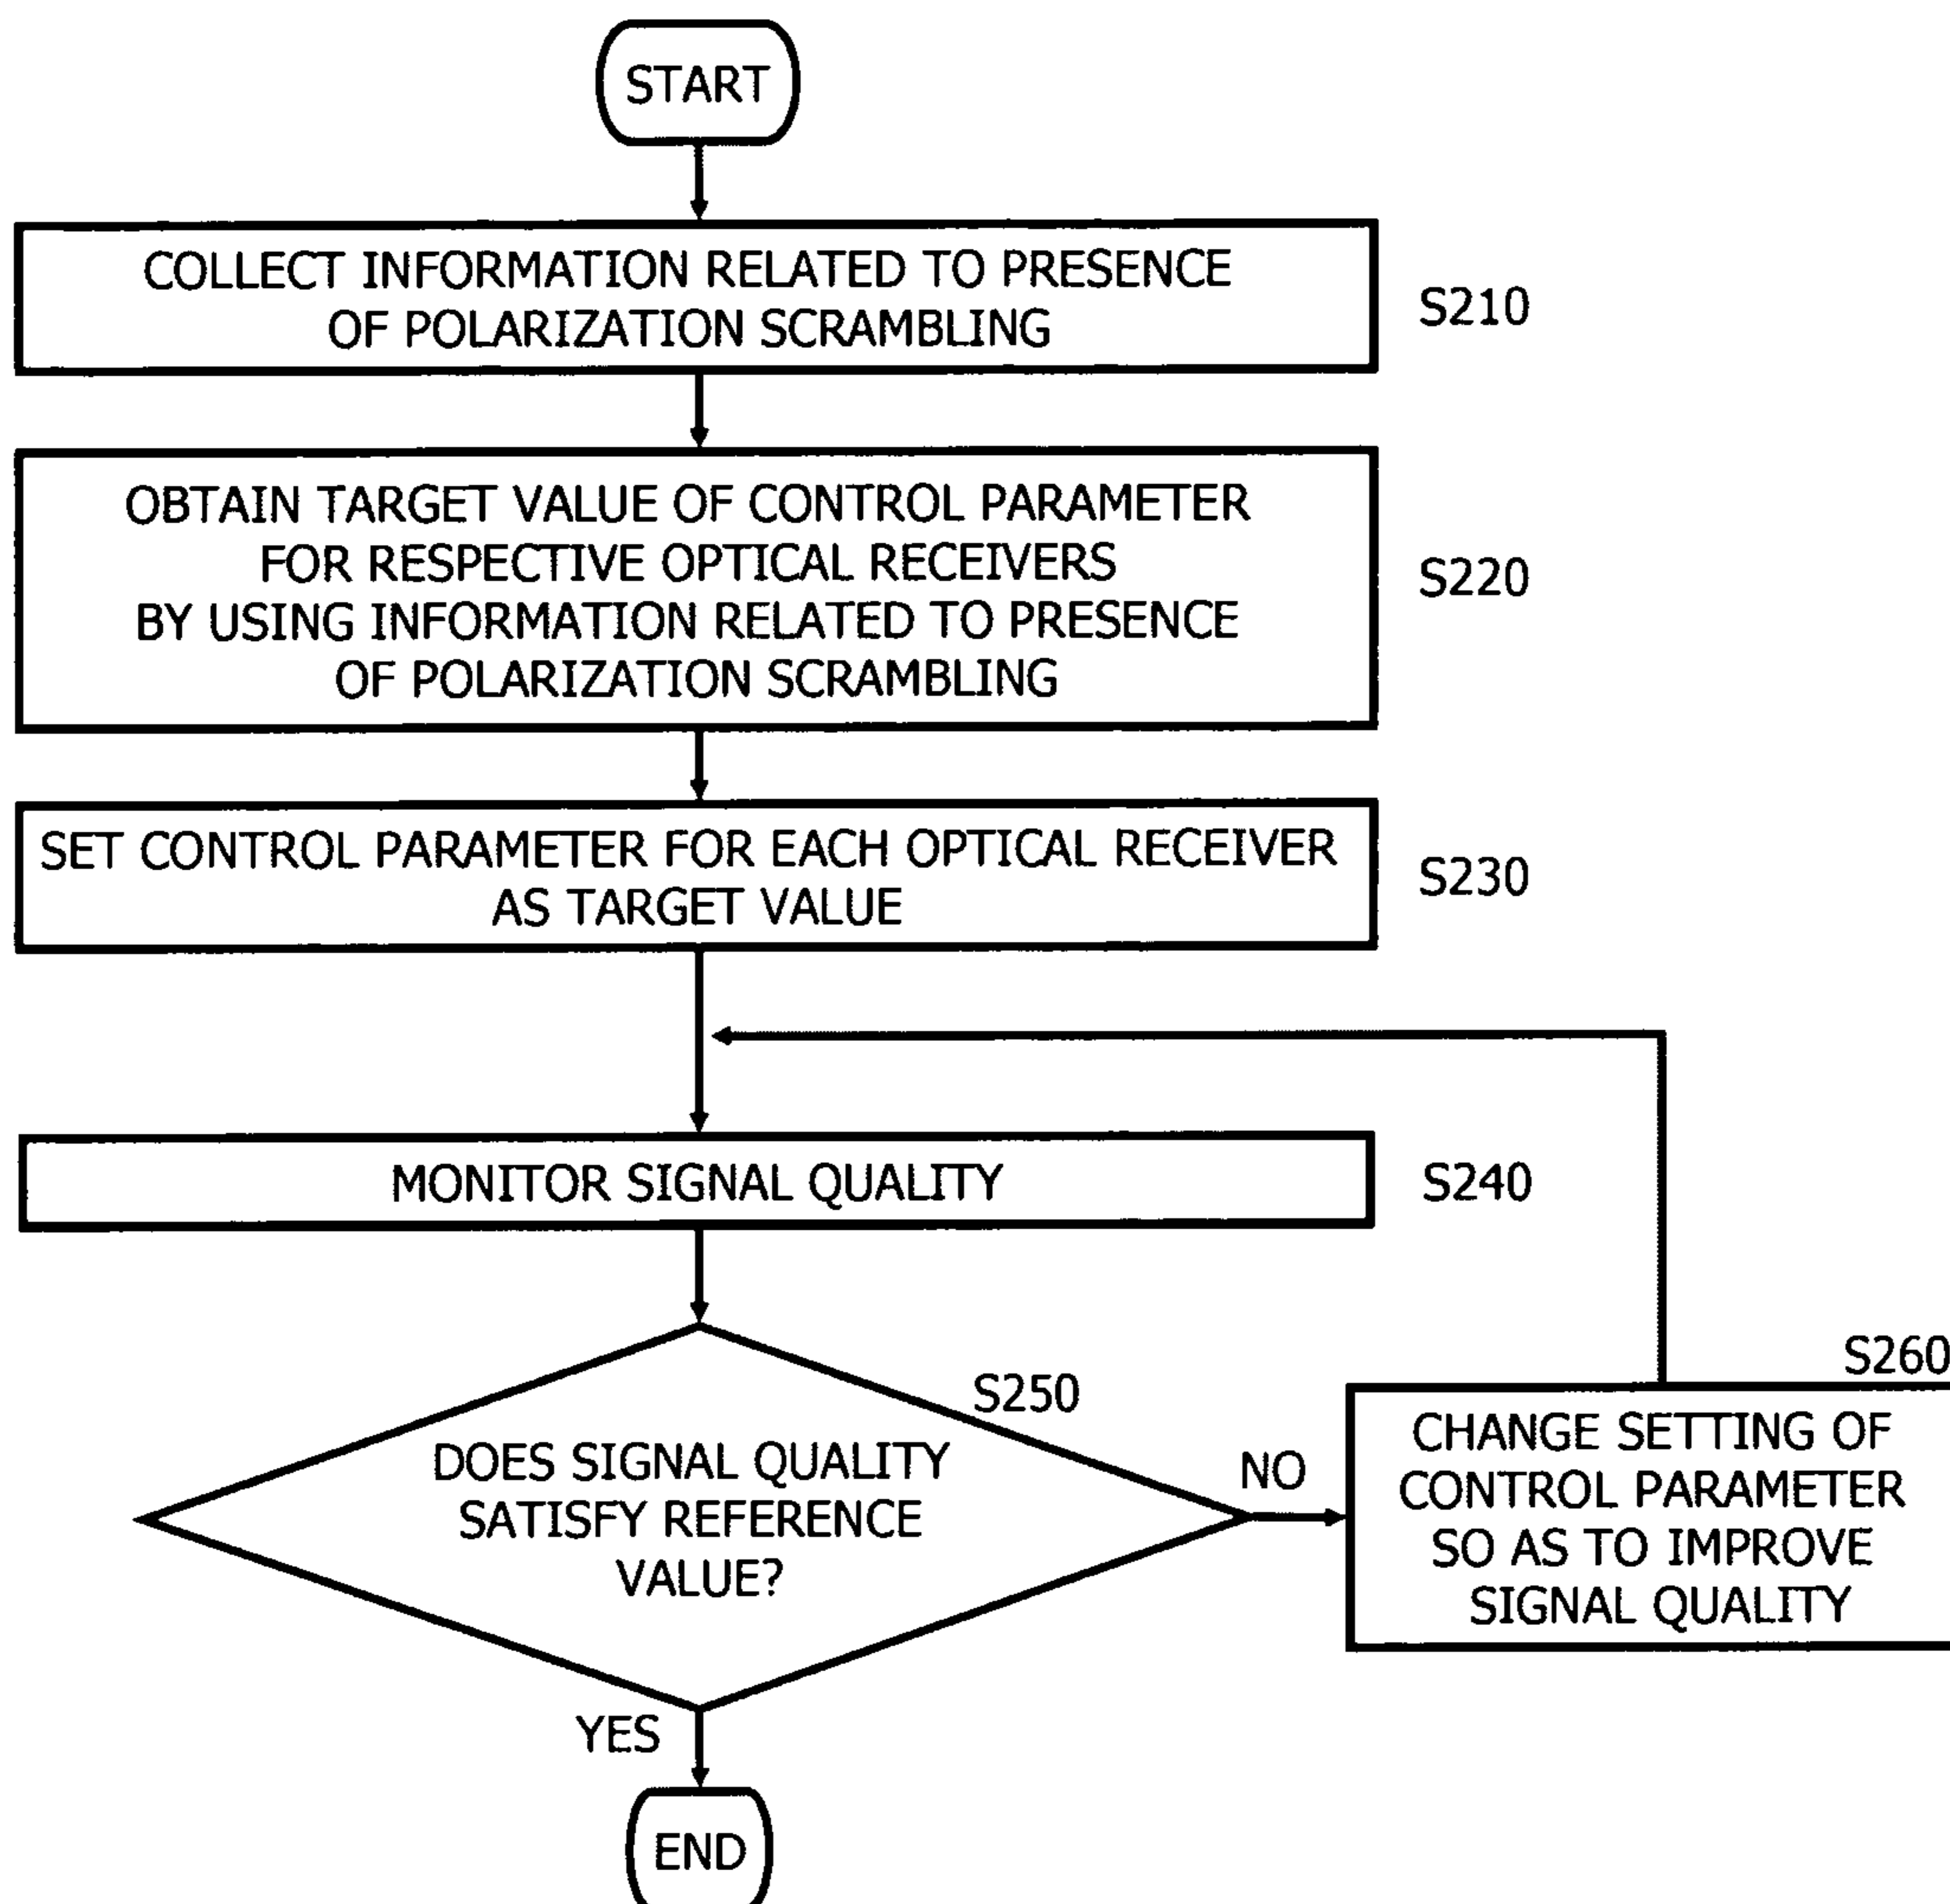 START
COLLECT INFORMATION RELATED TO PRESENCE
OF POLARIZATION SCRAMBLING
S210
OBTAIN TARGET VALUE OF CONTROL PARAMETER
FOR RESPECTIVE OPTICAL RECEIVERS
BY USING INFORMATION RELATED TO PRESENCE
OF POLARIZATION SCRAMBLING
S220
SET CONTROL PARAMETER FOR EACH OPTICAL RECEIVER
AS TARGET VALUE
S230
MONITOR SIGNAL QUALITY
S240
S250
DOES SIGNAL QUALITY
SATISFY REFERENCE
VALUE?
NO
S260
CHANGE SETTING OF
CONTROL PARAMETER
SO AS TO IMPROVE
SIGNAL QUALITY
YES
END